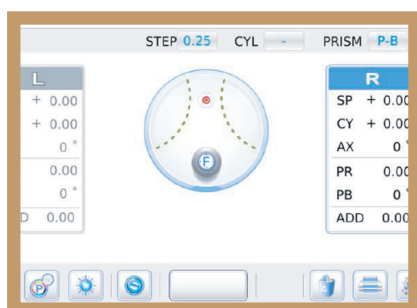 STEP 0.25 CYL - PRISM P-B
L
+ 0.00
+ 0.00
0 °
0.00
0 °
D 0.00
F
R
SP + 0.00
CY + 0.00
AX 0 °
PR 0.00
PB 0 °
ADD 0.00
P
S